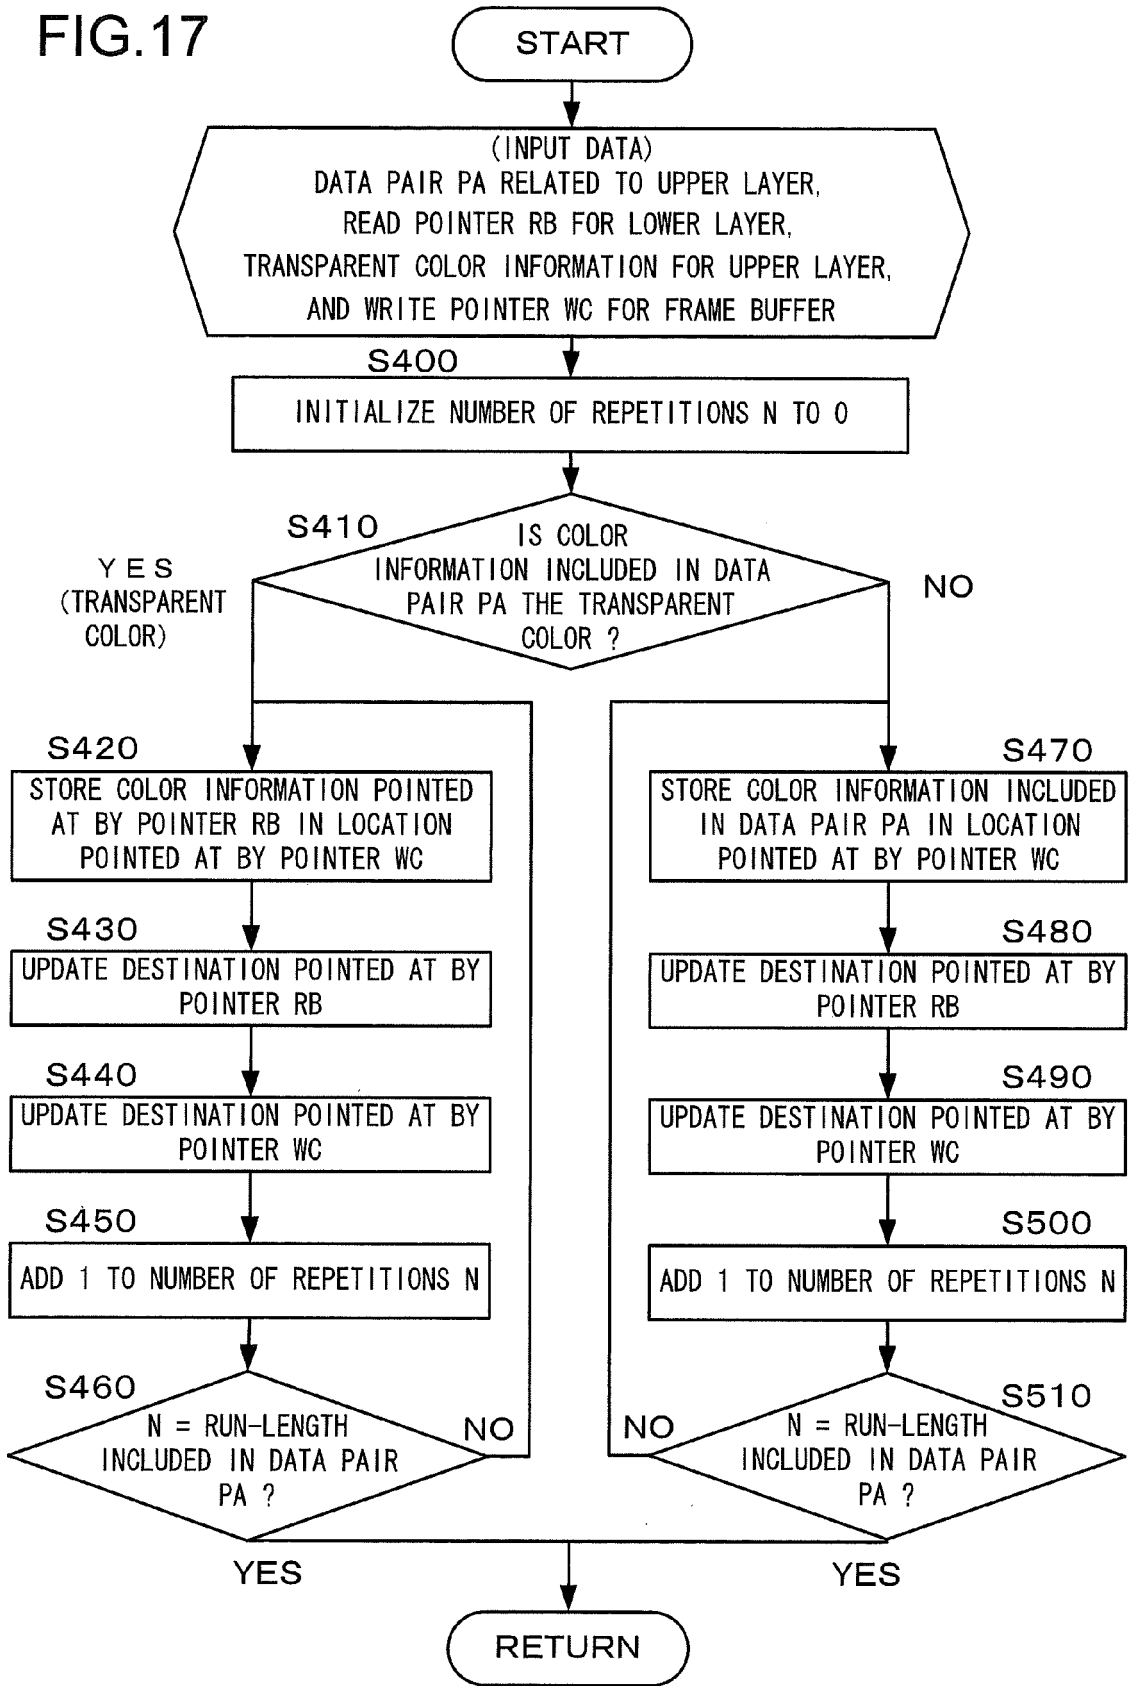 FIG.17
START
(INPUT DATA)
DATA PAIR PA RELATED TO UPPER LAYER,
READ POINTER RB FOR LOWER LAYER,
TRANSPARENT COLOR INFORMATION FOR UPPER LAYER,
AND WRITE POINTER WC FOR FRAME BUFFER
S400
INITIALIZE NUMBER OF REPETITIONS N TO 0
S410
IS COLOR
INFORMATION INCLUDED IN DATA
PAIR PA THE TRANSPARENT
COLOR ?
YES
(TRANSPARENT
COLOR)
NO
S420
STORE COLOR INFORMATION POINTED
AT BY POINTER RB IN LOCATION
POINTED AT BY POINTER WC
S430
UPDATE DESTINATION POINTED AT BY
POINTER RB
S440
UPDATE DESTINATION POINTED AT BY
POINTER WC
S450
ADD 1 TO NUMBER OF REPETITIONS N
S460
N = RUN-LENGTH
INCLUDED IN DATA PAIR
PA ?
NO
YES
S470
STORE COLOR INFORMATION INCLUDED
IN DATA PAIR PA IN LOCATION
POINTED AT BY POINTER WC
S480
UPDATE DESTINATION POINTED AT BY
POINTER RB
S490
UPDATE DESTINATION POINTED AT BY
POINTER WC
S500
ADD 1 TO NUMBER OF REPETITIONS N
S510
N = RUN-LENGTH
INCLUDED IN DATA PAIR
PA ?
NO
YES
RETURN